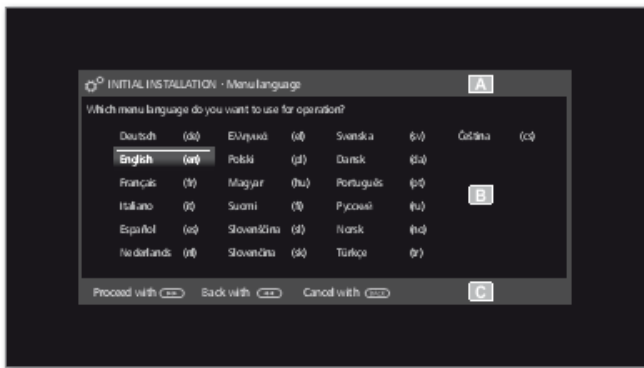 INITIAL INSTALLATION · Menu language A
Which menu language do you want to use for operation?
Deutsch (de) Ελληνικά (el) Svenska (sv) Čeština (cs)
English (en) Polski (pl) Dansk (da)
Français (fr) Magyar (hu) Português (pt)
B
Italiano (it) Suomi (fi) Русский (ru)
Español (es) Slovenščina (sl) Norsk (no)
Nederlands (nl) Slovenčina (sk) Türkçe (tr)
Proceed with Back with Cancel with BACK C